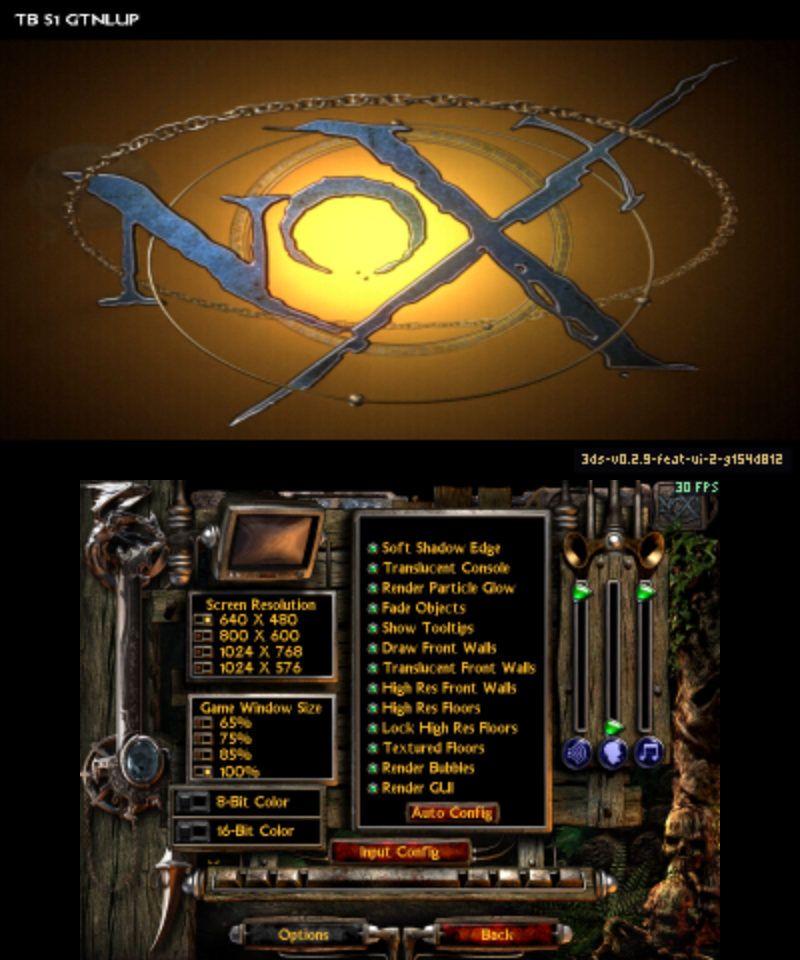 TB S1 GTNLUP
NOX
3ds-v0.2.9-feat-ui-2-g154d812
30 FPS
Screen Resolution
640 X 480
800 X 600
1024 X 768
1024 X 576
Game Window Size
65%
75%
85%
100%
8-Bit Color
16-Bit Color
Soft Shadow Edge
Translucent Console
Render Particle Glow
Fade Objects
Show Tooltips
Draw Front Walls
Translucent Front Walls
High Res Front Walls
High Res Floors
Lock High Res Floors
Textured Floors
Render Bubbles
Render GUI
Auto Config
Input Config
Options
Back